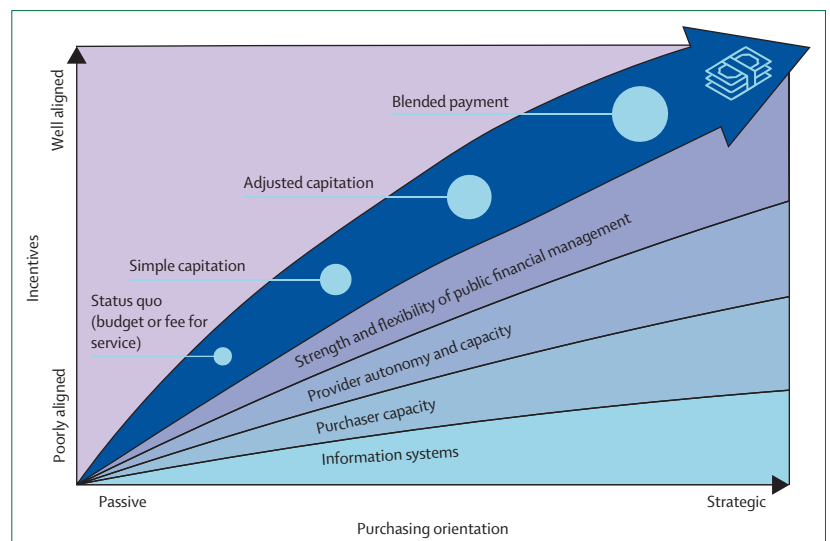 Well aligned
Incentives
Poorly aligned
Blended payment
Adjusted capitation
Simple capitation
Status quo
(budget or fee for
service)
Strength and flexibility of public financial management
Provider autonomy and capacity
Purchaser capacity
Information systems
Passive
Strategic
Purchasing orientation